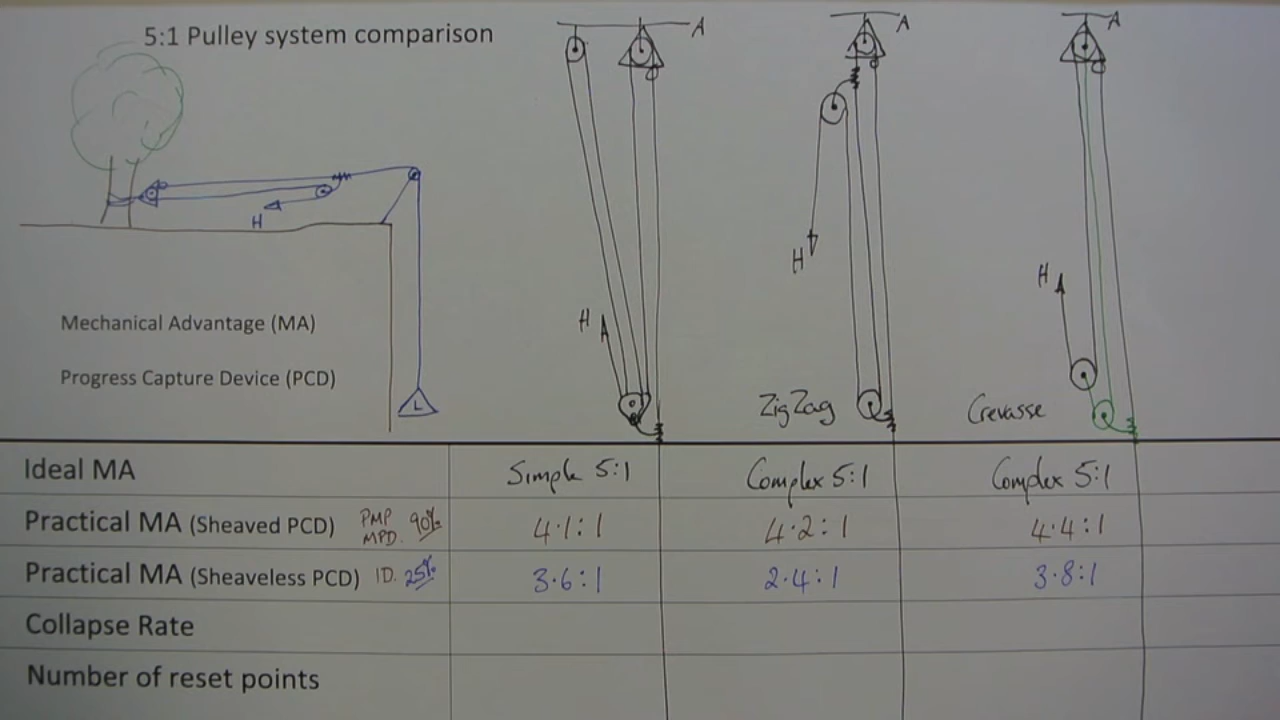 5:1 Pulley system comparison
A
A
A
H
H
H
H
Mechanical Advantage (MA)
Progress Capture Device (PCD)
L
ZigZag
Crevasse
Ideal MA Simple 5:1 Complex 5:1 Complex 5:1
Practical MA (Sheaved PCD) PMP MPD. 90% 4·1:1 4·2:1 4·4:1
Practical MA (Sheaveless PCD) ID. 25% 3·6:1 2·4:1 3·8:1
Collapse Rate
Number of reset points